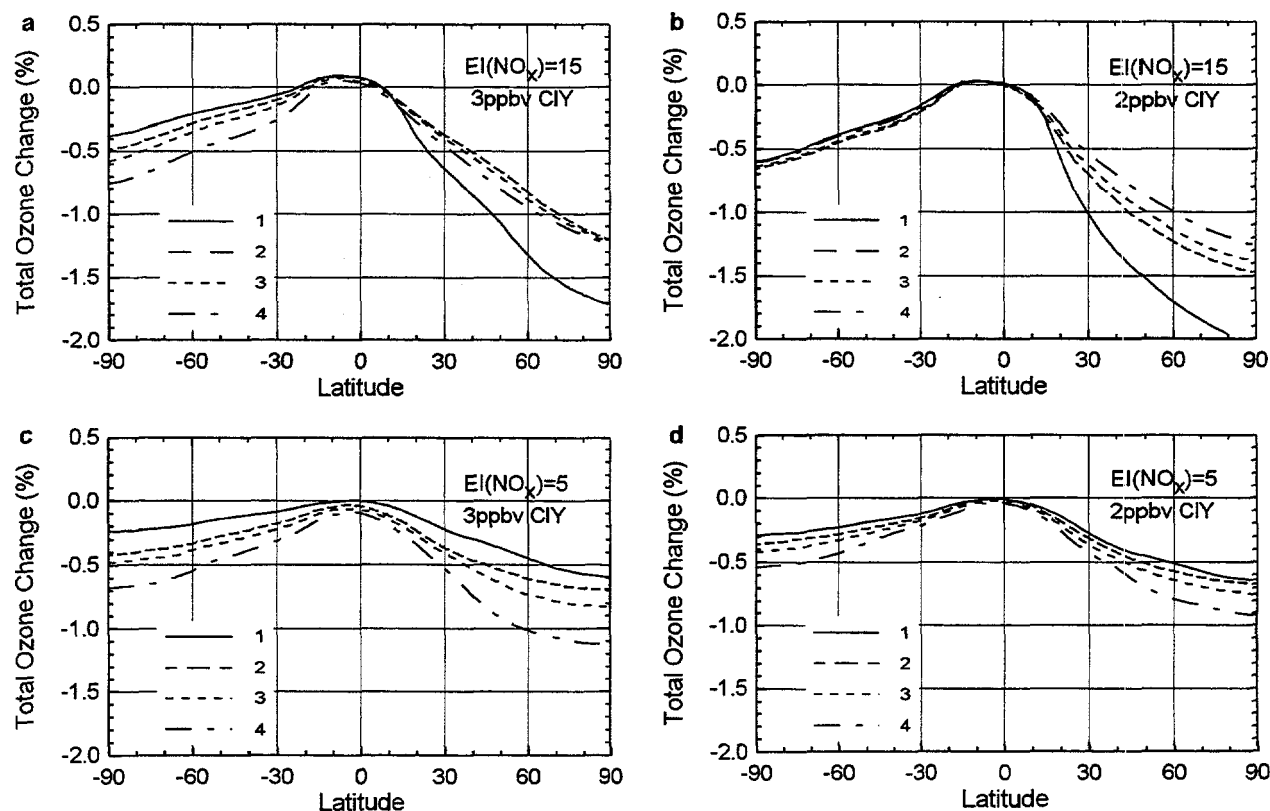 a
Total Ozone Change (%)
0.5
0.0
-0.5
-1.0
-1.5
-2.0
EI(NOx)=15
3ppbv ClY
1
2
3
4
-90 -60 -30 0 30 60 90
Latitude
b
Total Ozone Change (%)
0.5
0.0
-0.5
-1.0
-1.5
-2.0
EI(NOx)=15
2ppbv ClY
1
2
3
4
-90 -60 -30 0 30 60 90
Latitude
c
Total Ozone Change (%)
0.5
0.0
-0.5
-1.0
-1.5
-2.0
EI(NOx)=5
3ppbv ClY
1
2
3
4
-90 -60 -30 0 30 60 90
Latitude
d
Total Ozone Change (%)
0.5
0.0
-0.5
-1.0
-1.5
-2.0
EI(NOx)=5
2ppbv ClY
1
2
3
4
-90 -60 -30 0 30 60 90
Latitude